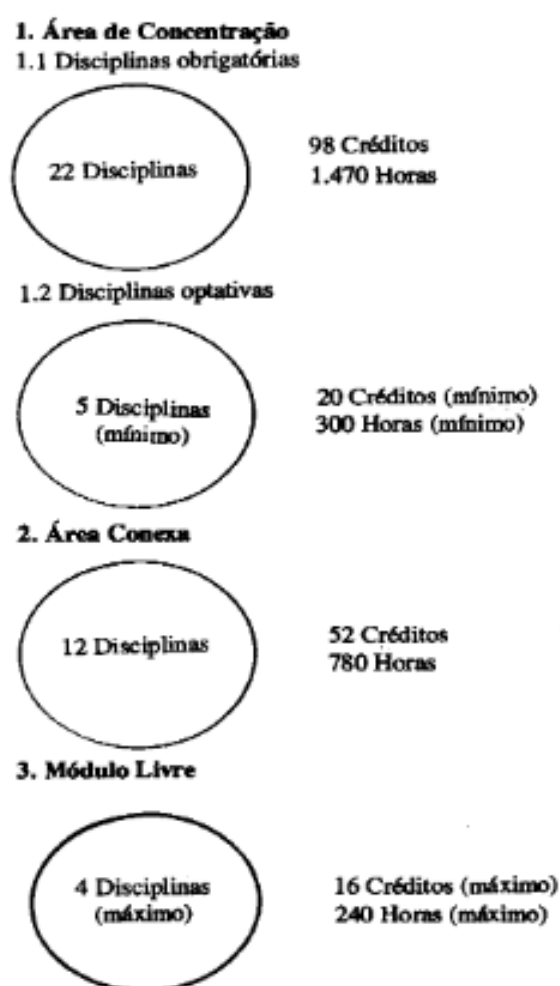 1. Área de Concentração
1.1 Disciplinas obrigatórias
22 Disciplinas
98 Créditos
1.470 Horas
1.2 Disciplinas optativas
5 Disciplinas
(mínimo)
20 Créditos (mínimo)
300 Horas (mínimo)
2. Área Conexa
12 Disciplinas
52 Créditos
780 Horas
3. Módulo Livre
4 Disciplinas
(máximo)
16 Créditos (máximo)
240 Horas (máximo)